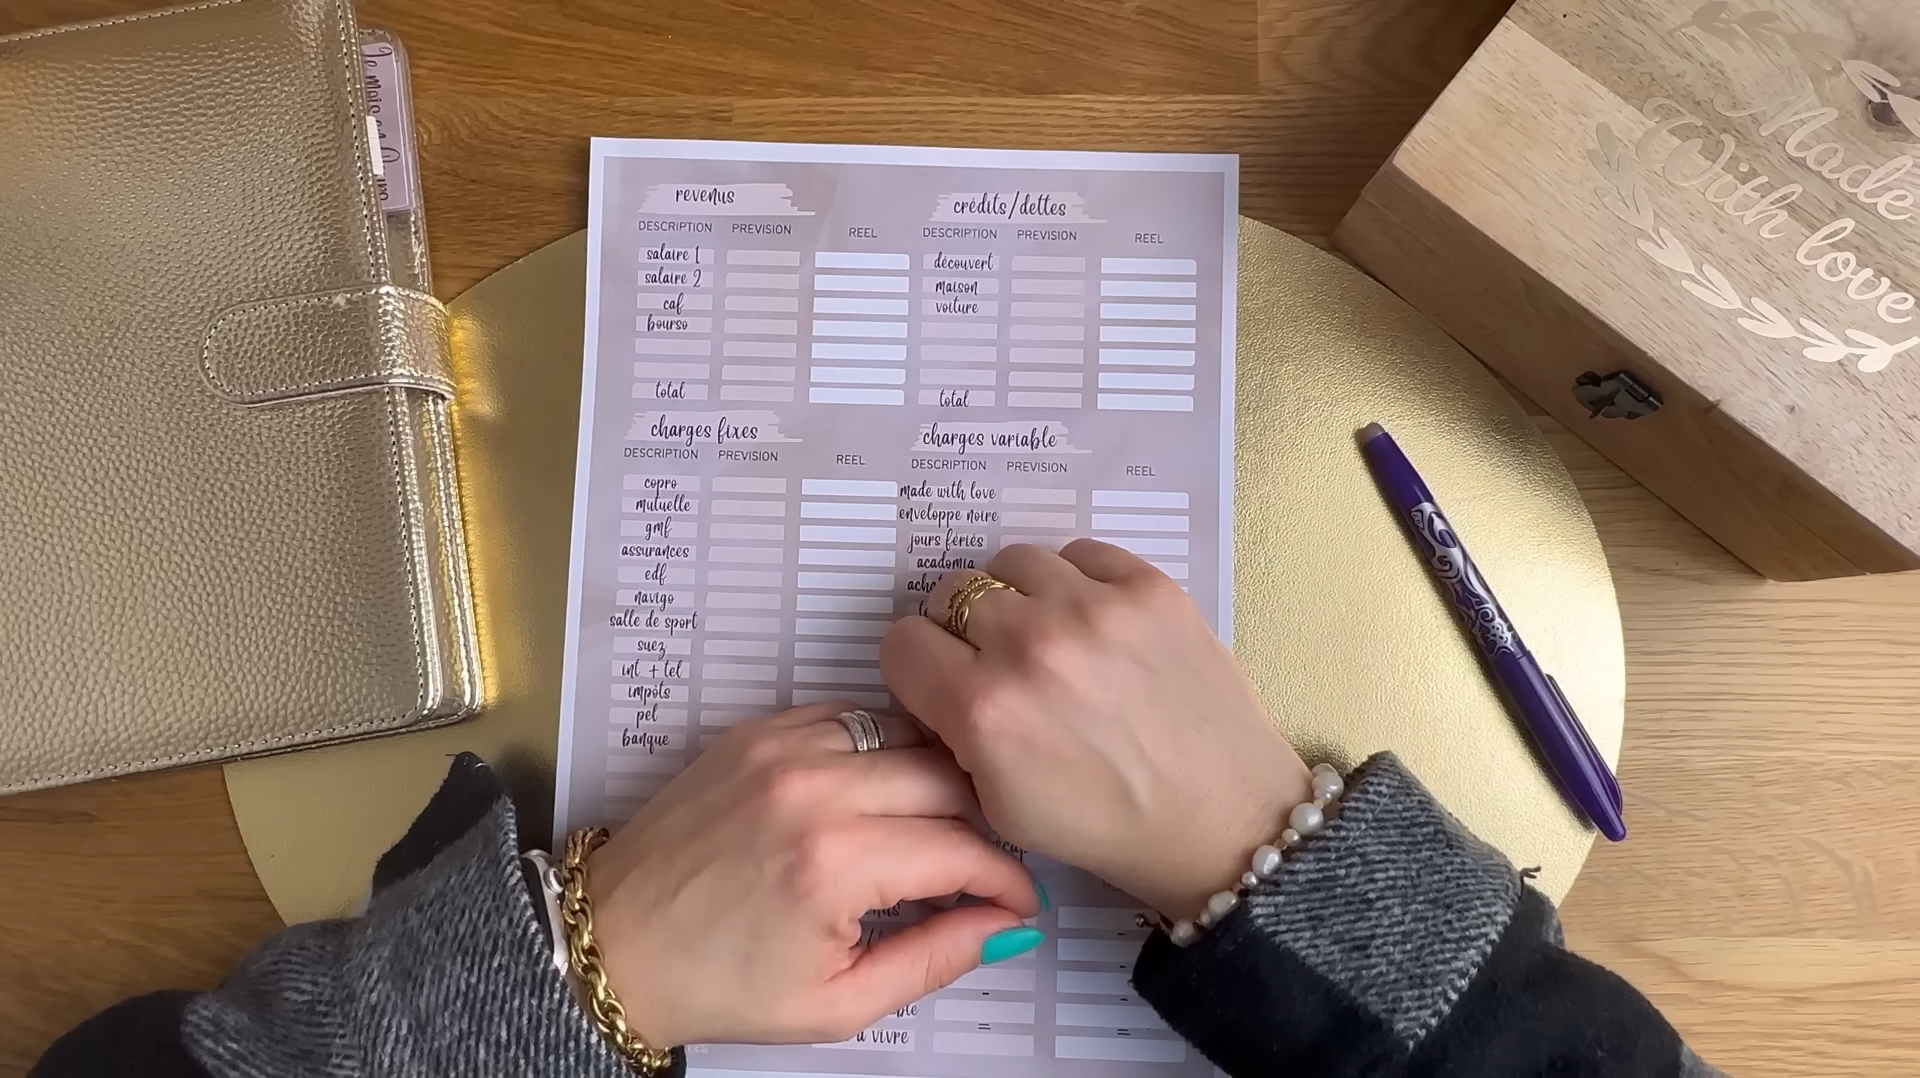 revenus
DESCRIPTION PREVISION REEL
salaire 1
salaire 2
caf
bourso
total
crédits/dettes
DESCRIPTION PREVISION REEL
découvert
maison
voiture
total
charges fixes
DESCRIPTION PREVISION REEL
copro
mutuelle
gmf
assurances
edf
navigo
salle de sport
suez
int + tel
impôts
pel
banque
charges variable
DESCRIPTION PREVISION REEL
made with love
enveloppe noire
jours fériés
academia
-
-
-
-
= =
à vivre
Made
With love